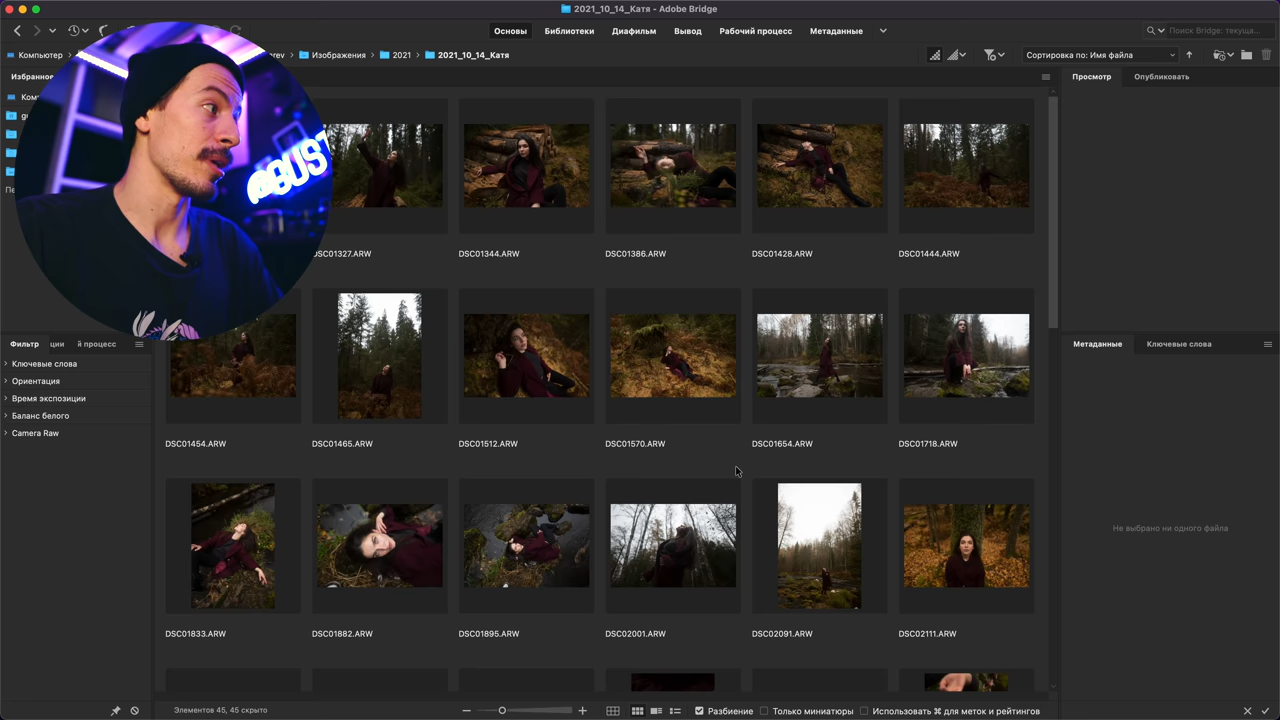 2021_10_14_Катя - Adobe Bridge
Основы
Библиотеки
Диафильм
Вывод
Рабочий процесс
Метаданные
Поиск Bridge: текуща...
Компьютер
Изображения
2021
2021_10_14_Катя
Сортировка по: Имя файла
Избранное
Просмотр
Опубликовать
@BUST
DSC01327.ARW
DSC01344.ARW
DSC01386.ARW
DSC01428.ARW
DSC01444.ARW
Фильтр
ции
й процесс
Ключевые слова
Ориентация
Время экспозиции
Баланс белого
Camera Raw
Метаданные
Ключевые слова
DSC01454.ARW
DSC01465.ARW
DSC01512.ARW
DSC01570.ARW
DSC01654.ARW
DSC01718.ARW
Не выбрано ни одного файла
DSC01833.ARW
DSC01882.ARW
DSC01895.ARW
DSC02001.ARW
DSC02091.ARW
DSC02111.ARW
Элементов 45, 45 скрыто
Разбиение
Только миниатюры
Использовать ⌘ для меток и рейтингов